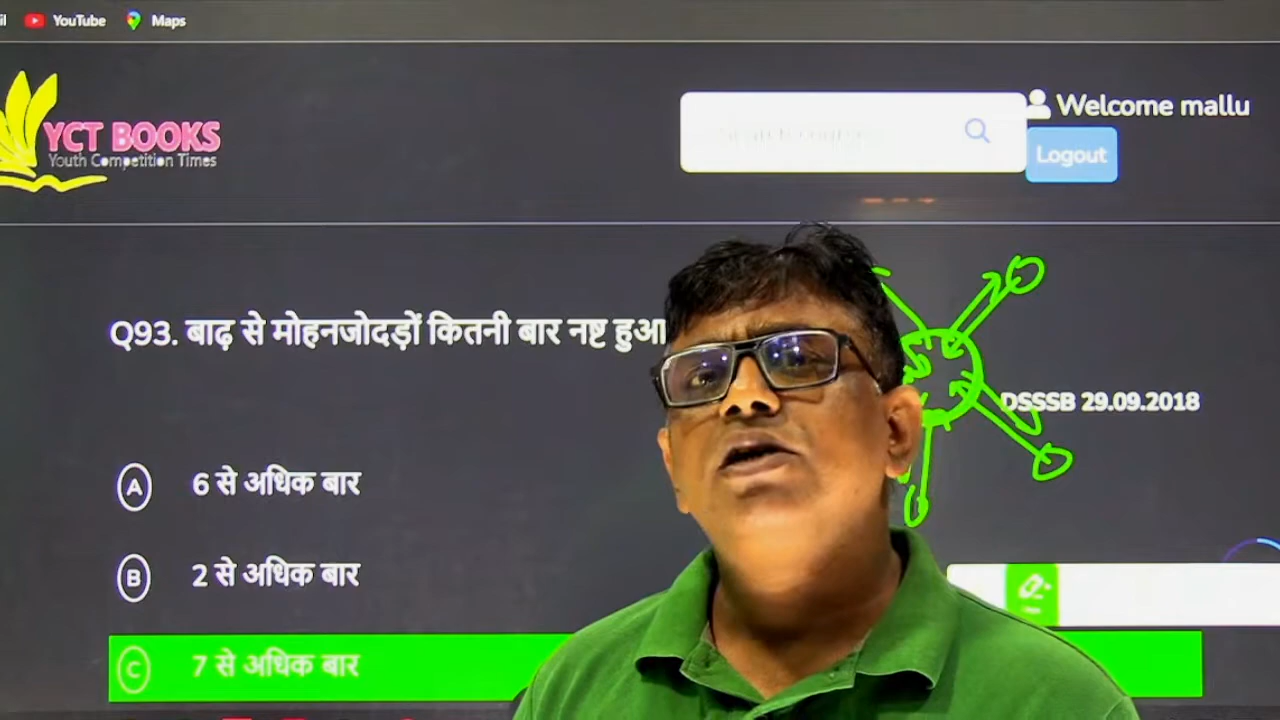 YouTube
Maps
YCT BOOKS
Youth Competition Times
Welcome mallu
Logout
Q93. बाढ़ से मोहनजोदड़ों कितनी बार नष्ट हुआ
DSSSB 29.09.2018
A 6 से अधिक बार
B 2 से अधिक बार
C 7 से अधिक बार